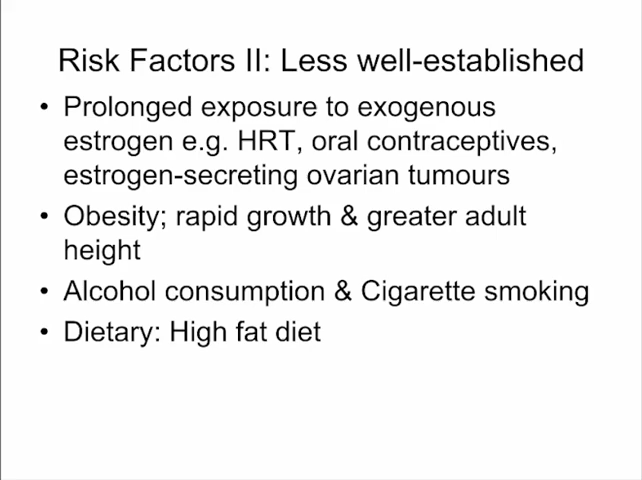 Risk Factors II: Less well-established
• Prolonged exposure to exogenous
estrogen e.g. HRT, oral contraceptives,
estrogen-secreting ovarian tumours
• Obesity; rapid growth & greater adult
height
• Alcohol consumption & Cigarette smoking
• Dietary: High fat diet